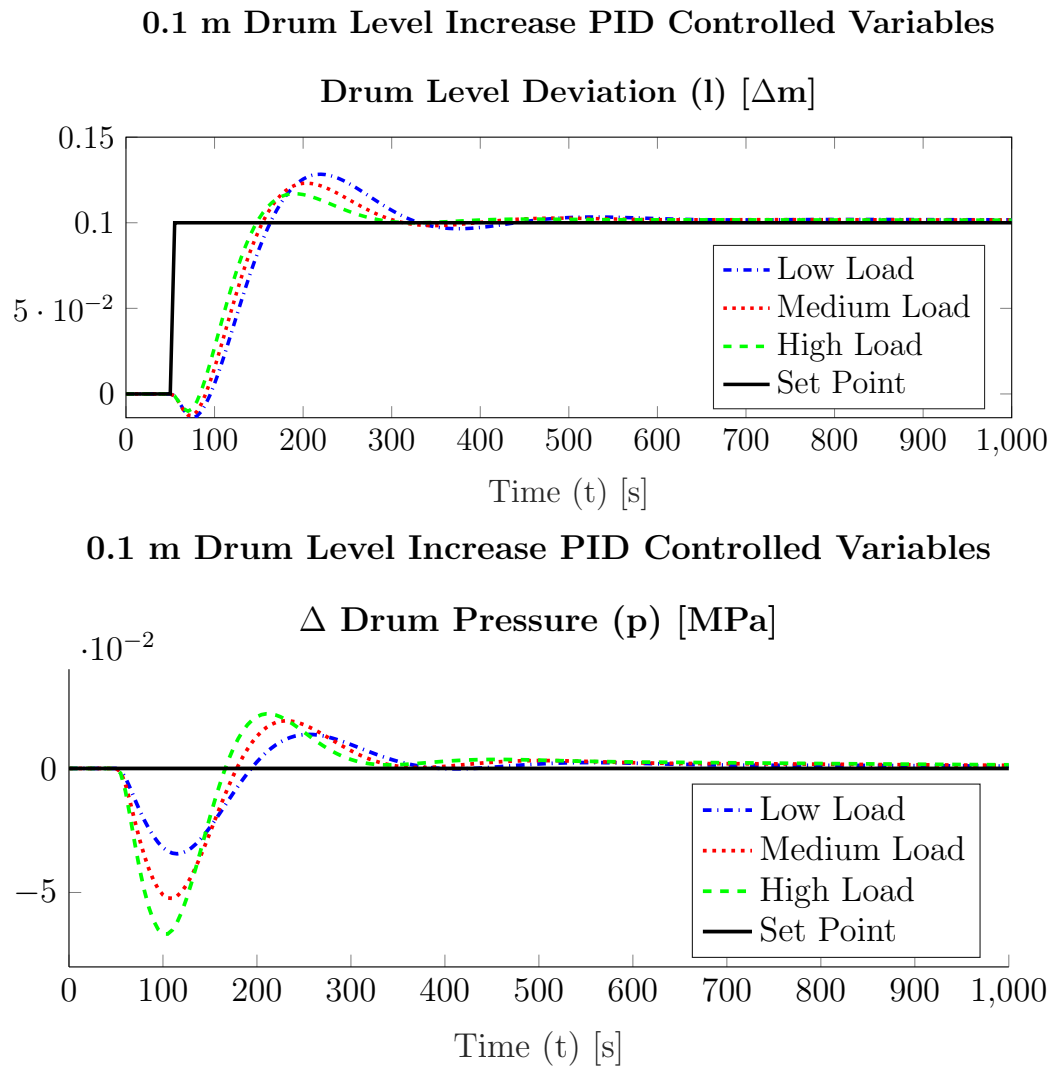 0.1 m Drum Level Increase PID Controlled Variables
Drum Level Deviation (l) [Δm]
0.15
0.1
5 · 10⁻²
0
Low Load
Medium Load
High Load
Set Point
0 100 200 300 400 500 600 700 800 900 1,000
Time (t) [s]
0.1 m Drum Level Increase PID Controlled Variables
Δ Drum Pressure (p) [MPa]
·10⁻²
0
−5
Low Load
Medium Load
High Load
Set Point
0 100 200 300 400 500 600 700 800 900 1,000
Time (t) [s]